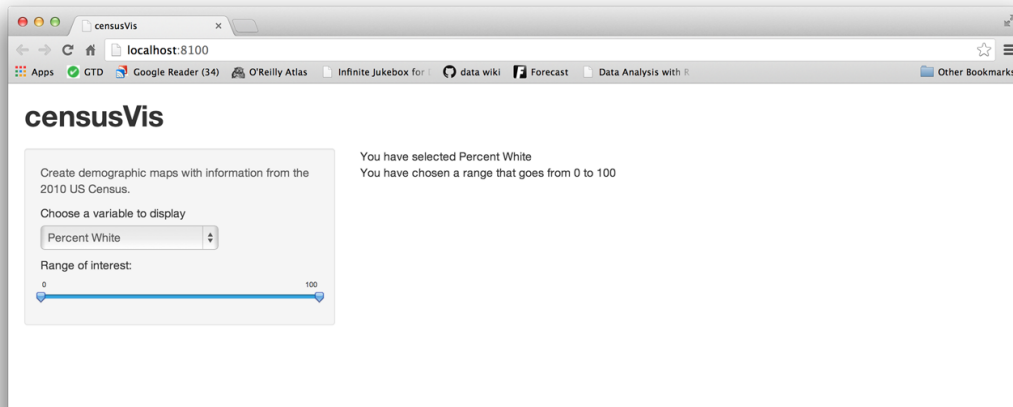 censusVis
localhost:8100
Apps GTD Google Reader (34) O'Reilly Atlas Infinite Jukebox for data wiki Forecast Data Analysis with R Other Bookmarks
censusVis
Create demographic maps with information from the
2010 US Census.
Choose a variable to display
Percent White
Range of interest:
0 100
You have selected Percent White
You have chosen a range that goes from 0 to 100